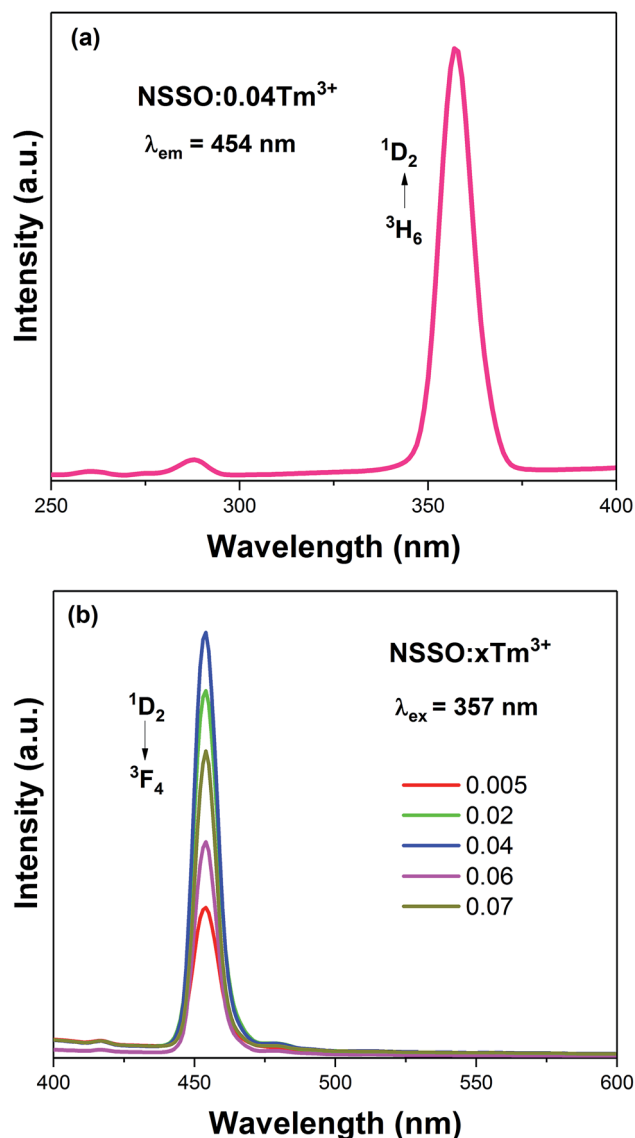 (a)
NSSO:0.04Tm³⁺
λem = 454 nm
¹D₂
³H₆
Intensity (a.u.)
250 300 350 400
Wavelength (nm)
(b)
NSSO:xTm³⁺
λex = 357 nm
¹D₂
³F₄
0.005
0.02
0.04
0.06
0.07
Intensity (a.u.)
400 450 500 550 600
Wavelength (nm)